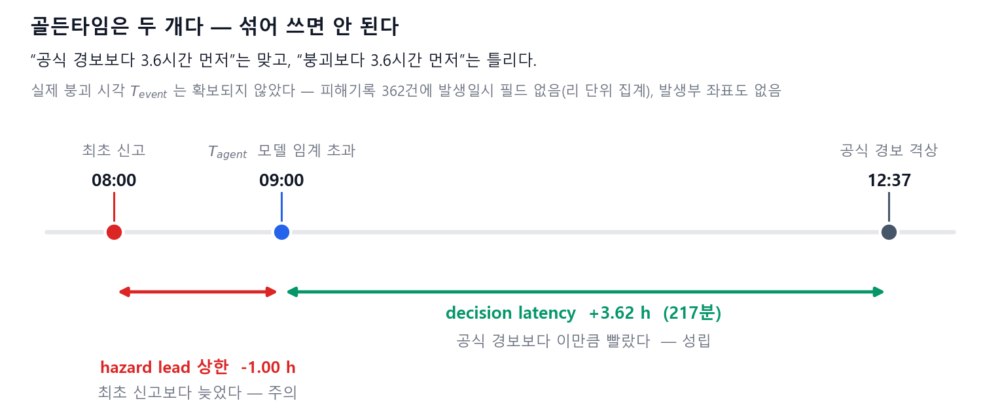 골든타임은 두 개다 — 섞어 쓰면 안 된다
“공식 경보보다 3.6시간 먼저”는 맞고, “붕괴보다 3.6시간 먼저”는 틀리다.
실제 붕괴 시각 T_event 는 확보되지 않았다 — 피해기록 362건에 발생일시 필드 없음(리 단위 집계), 발생부 좌표도 없음
최초 신고
T_agent 모델 임계 초과
공식 경보 격상
08:00
09:00
12:37
decision latency +3.62 h (217분)
공식 경보보다 이만큼 빨랐다 — 성립
hazard lead 상한 -1.00 h
최초 신고보다 늦었다 — 주의